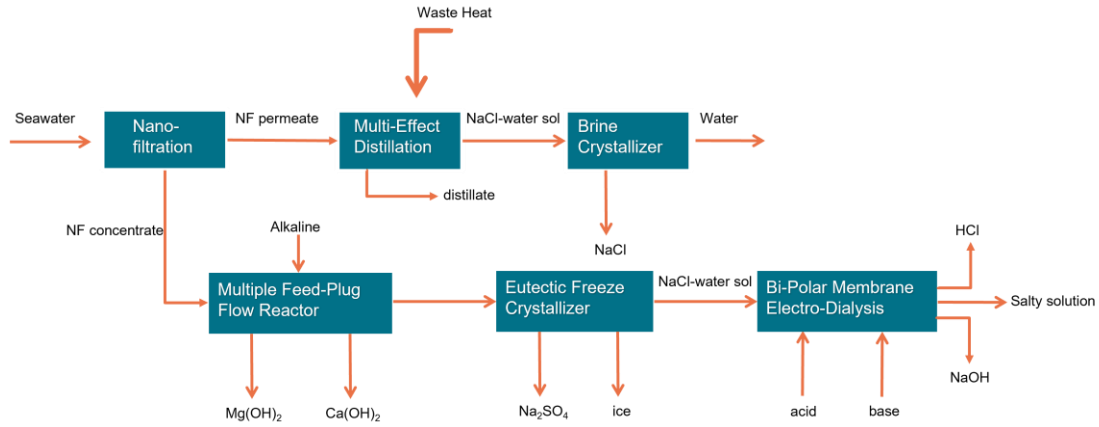 Waste Heat
Seawater
Nano-
filtration
NF permeate
Multi-Effect
Distillation
NaCl-water sol
Brine
Crystallizer
Water
distillate
NF concentrate
Alkaline
NaCl
HCl
Multiple Feed-Plug
Flow Reactor
Eutectic Freeze
Crystallizer
NaCl-water sol
Bi-Polar Membrane
Electro-Dialysis
Salty solution
NaOH
Mg(OH)₂
Ca(OH)₂
Na₂SO₄
ice
acid
base